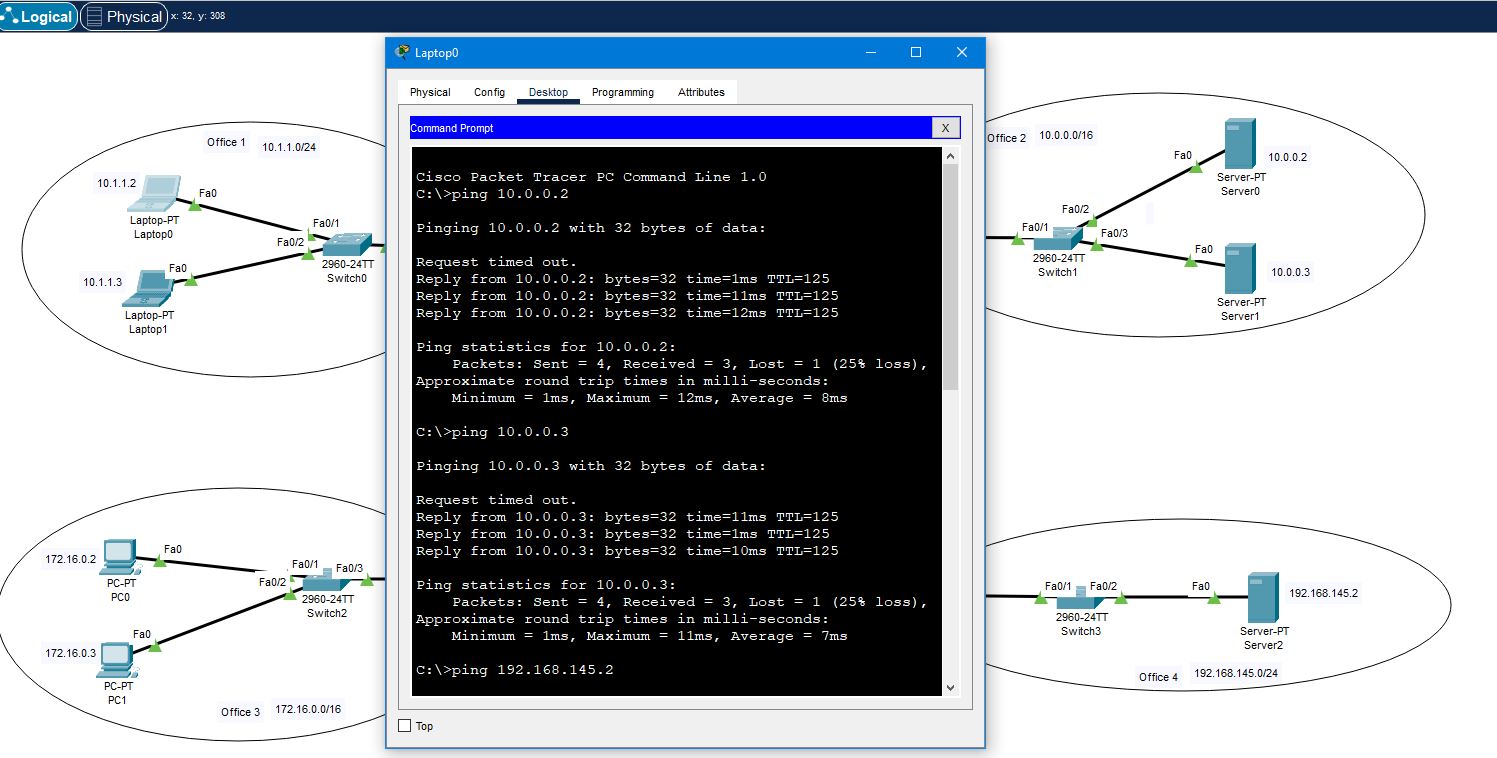 Logical
Physical
x: 32, y: 308
Laptop0
Physical
Config
Desktop
Programming
Attributes
Command Prompt
X
Cisco Packet Tracer PC Command Line 1.0
C:\>ping 10.0.0.2
Pinging 10.0.0.2 with 32 bytes of data:
Request timed out.
Reply from 10.0.0.2: bytes=32 time=1ms TTL=125
Reply from 10.0.0.2: bytes=32 time=11ms TTL=125
Reply from 10.0.0.2: bytes=32 time=12ms TTL=125
Ping statistics for 10.0.0.2:
Packets: Sent = 4, Received = 3, Lost = 1 (25% loss),
Approximate round trip times in milli-seconds:
Minimum = 1ms, Maximum = 12ms, Average = 8ms
C:\>ping 10.0.0.3
Pinging 10.0.0.3 with 32 bytes of data:
Request timed out.
Reply from 10.0.0.3: bytes=32 time=11ms TTL=125
Reply from 10.0.0.3: bytes=32 time=1ms TTL=125
Reply from 10.0.0.3: bytes=32 time=10ms TTL=125
Ping statistics for 10.0.0.3:
Packets: Sent = 4, Received = 3, Lost = 1 (25% loss),
Approximate round trip times in milli-seconds:
Minimum = 1ms, Maximum = 11ms, Average = 7ms
C:\>ping 192.168.145.2
Top
Office 1
10.1.1.0/24
10.1.1.2
Fa0
Laptop-PT
Laptop0
Fa0/1
Fa0/2
2960-24TT
Switch0
10.1.1.3
Fa0
Laptop-PT
Laptop1
Office 2
10.0.0.0/16
Fa0
10.0.0.2
Server-PT
Server0
Fa0/2
Fa0/1
Fa0/3
2960-24TT
Switch1
Fa0
10.0.0.3
Server-PT
Server1
172.16.0.2
Fa0
PC-PT
PC0
Fa0/1
Fa0/3
Fa0/2
2960-24TT
Switch2
Fa0
172.16.0.3
PC-PT
PC1
Office 3
172.16.0.0/16
Fa0/1
Fa0/2
2960-24TT
Switch3
Fa0
192.168.145.2
Server-PT
Server2
Office 4
192.168.145.0/24